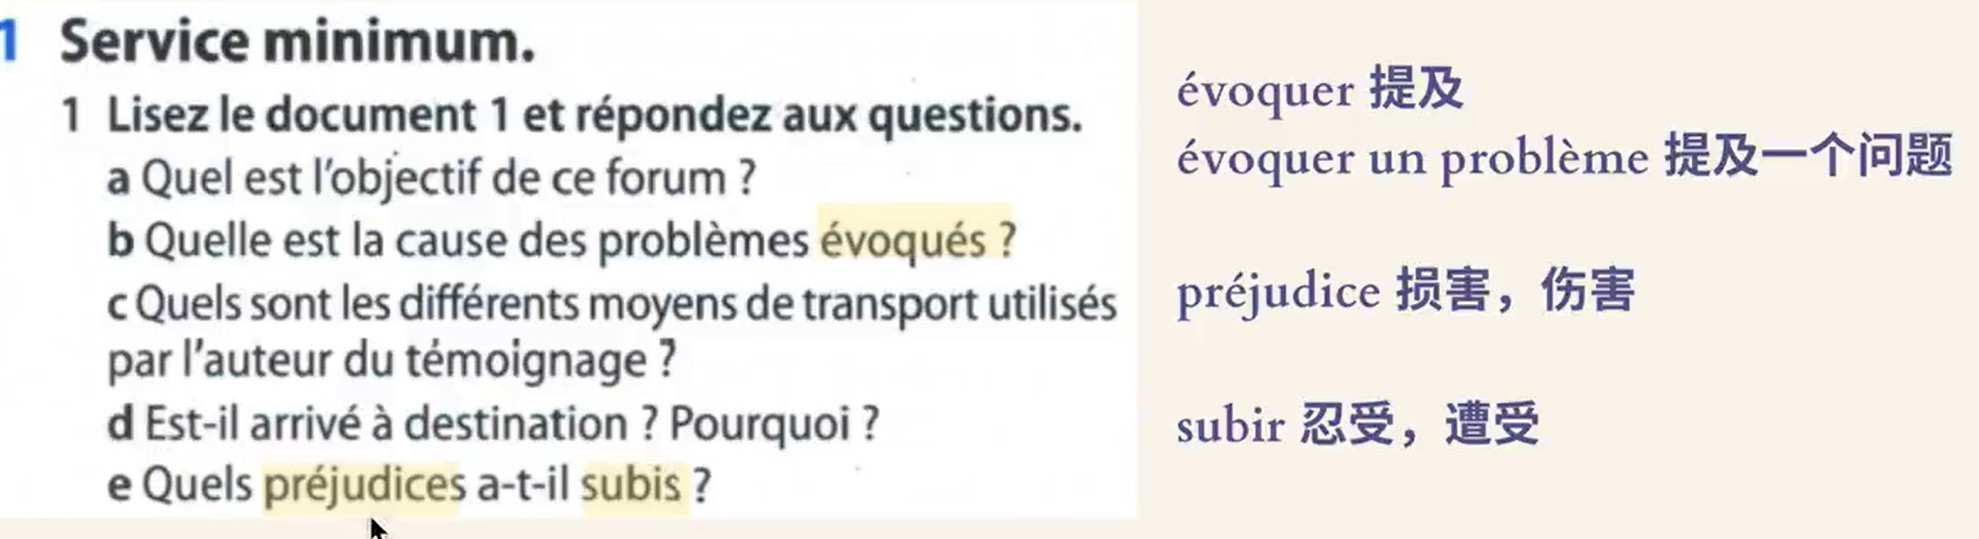 1 Service minimum.
1 Lisez le document 1 et répondez aux questions.
a Quel est l'objectif de ce forum ?
b Quelle est la cause des problèmes évoqués ?
c Quels sont les différents moyens de transport utilisés
par l'auteur du témoignage ?
d Est-il arrivé à destination ? Pourquoi ?
e Quels préjudices a-t-il subis ?
évoquer 提及
évoquer un problème 提及一个问题
préjudice 损害，伤害
subir 忍受，遭受